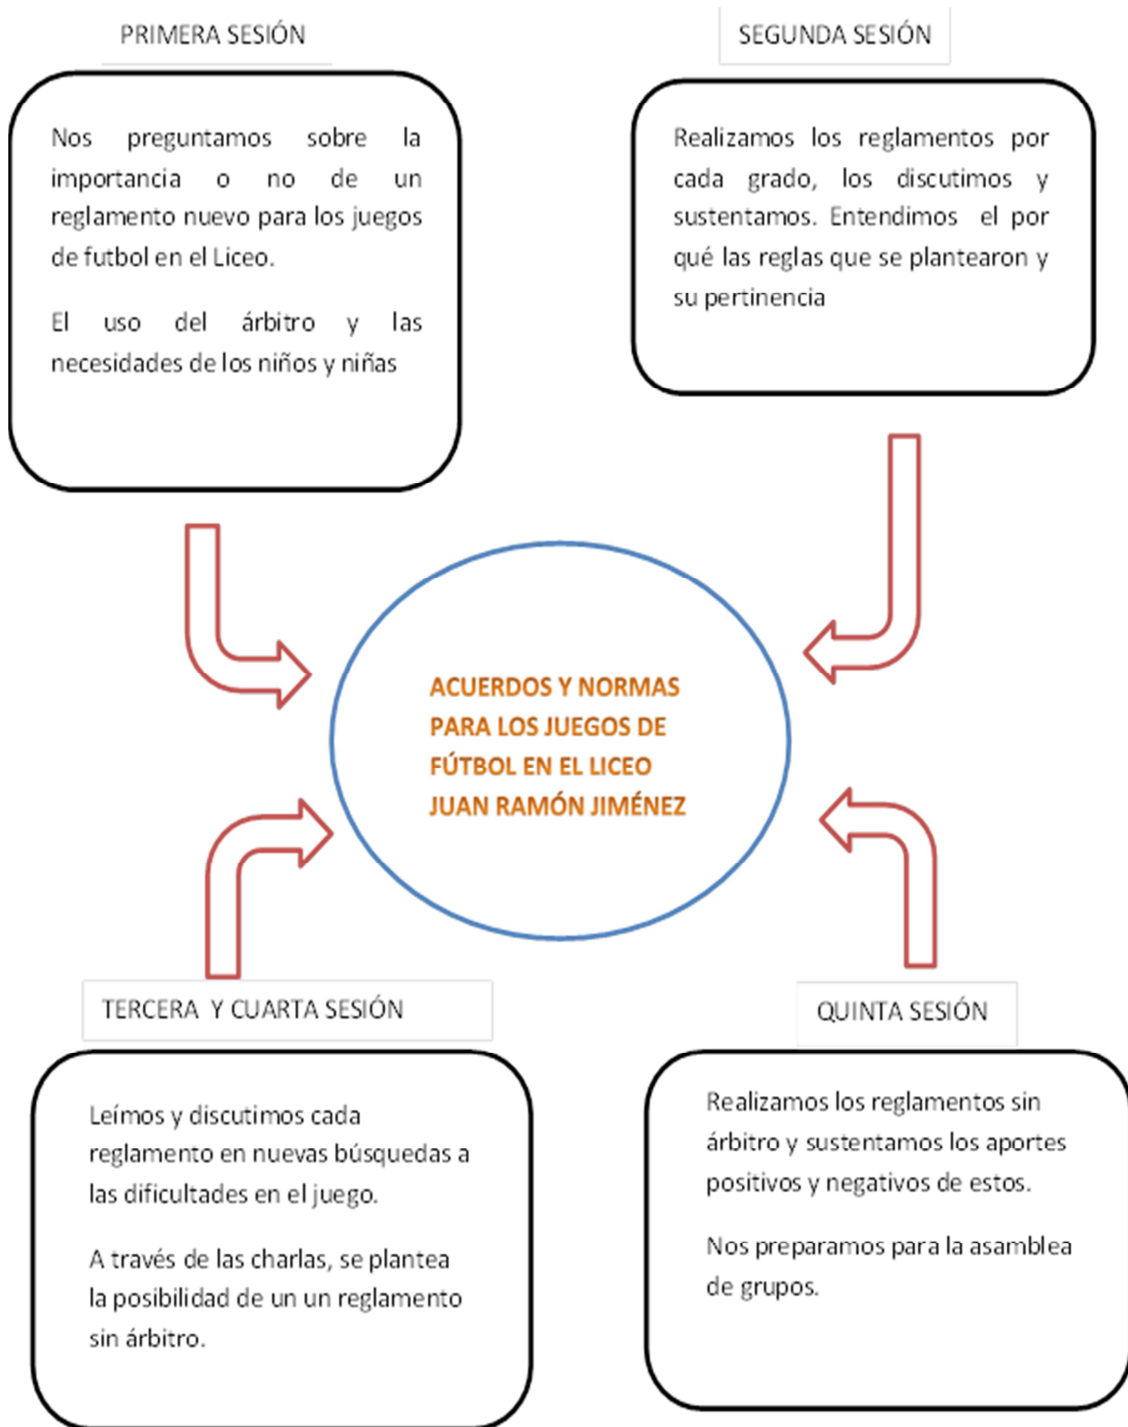 PRIMERA SESIÓN
Nos preguntamos sobre la
importancia o no de un
reglamento nuevo para los juegos
de futbol en el Liceo.
El uso del árbitro y las
necesidades de los niños y niñas
SEGUNDA SESIÓN
Realizamos los reglamentos por
cada grado, los discutimos y
sustentamos. Entendimos el por
qué las reglas que se plantearon y
su pertinencia
ACUERDOS Y NORMAS
PARA LOS JUEGOS DE
FÚTBOL EN EL LICEO
JUAN RAMÓN JIMÉNEZ
TERCERA Y CUARTA SESIÓN
Leímos y discutimos cada
reglamento en nuevas búsquedas a
las dificultades en el juego.
A través de las charlas, se plantea
la posibilidad de un un reglamento
sin árbitro.
QUINTA SESIÓN
Realizamos los reglamentos sin
árbitro y sustentamos los aportes
positivos y negativos de estos.
Nos preparamos para la asamblea
de grupos.